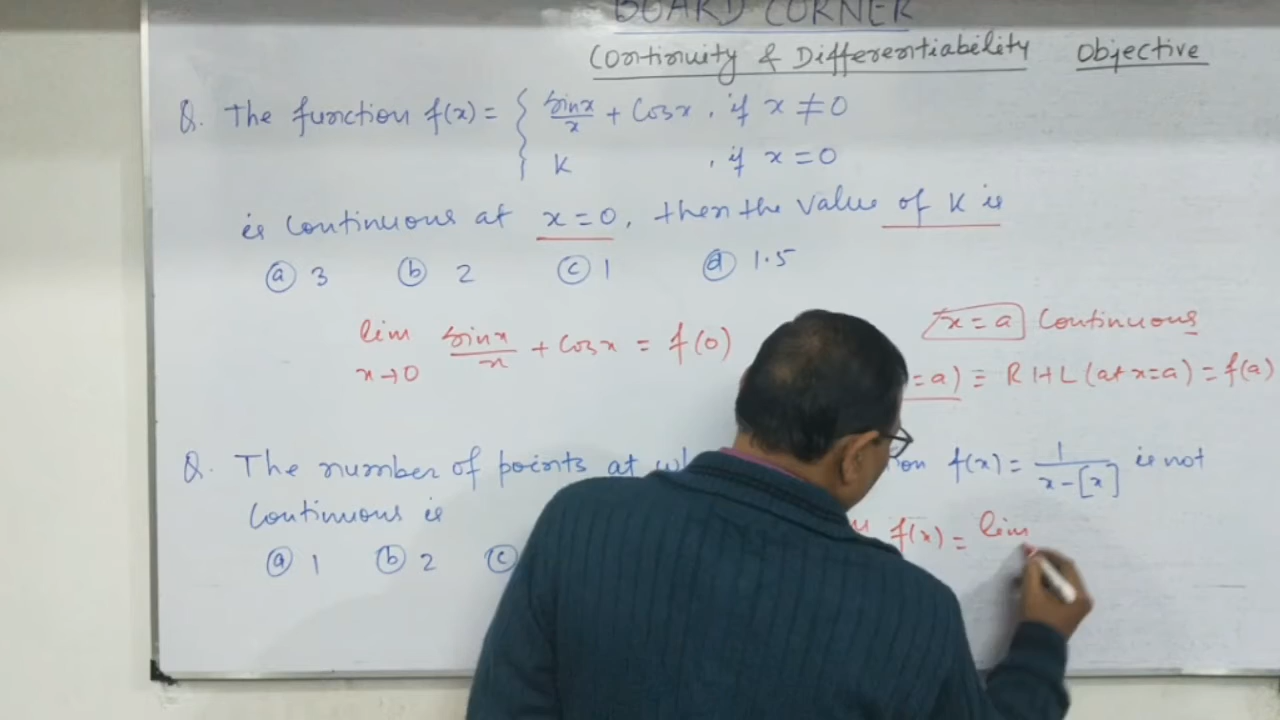 BOARD CORNER
Continuity & Differentiability Objective
Q. The function f(x) = { sinx/x + Cosx, if x ≠ 0
K , if x = 0
is continuous at x = 0, then the value of K is
(a) 3 (b) 2 (c) 1 (d) 1.5
lim x→0 sinx/x + Cosx = f(0)
x = a Continuous
= a) = RHL (at x=a) = f(a)
Q. The number of points at f(x) = 1/(x-[x]) is not
Continuous is
f(x) = lim
(a) 1 (b) 2 (c)